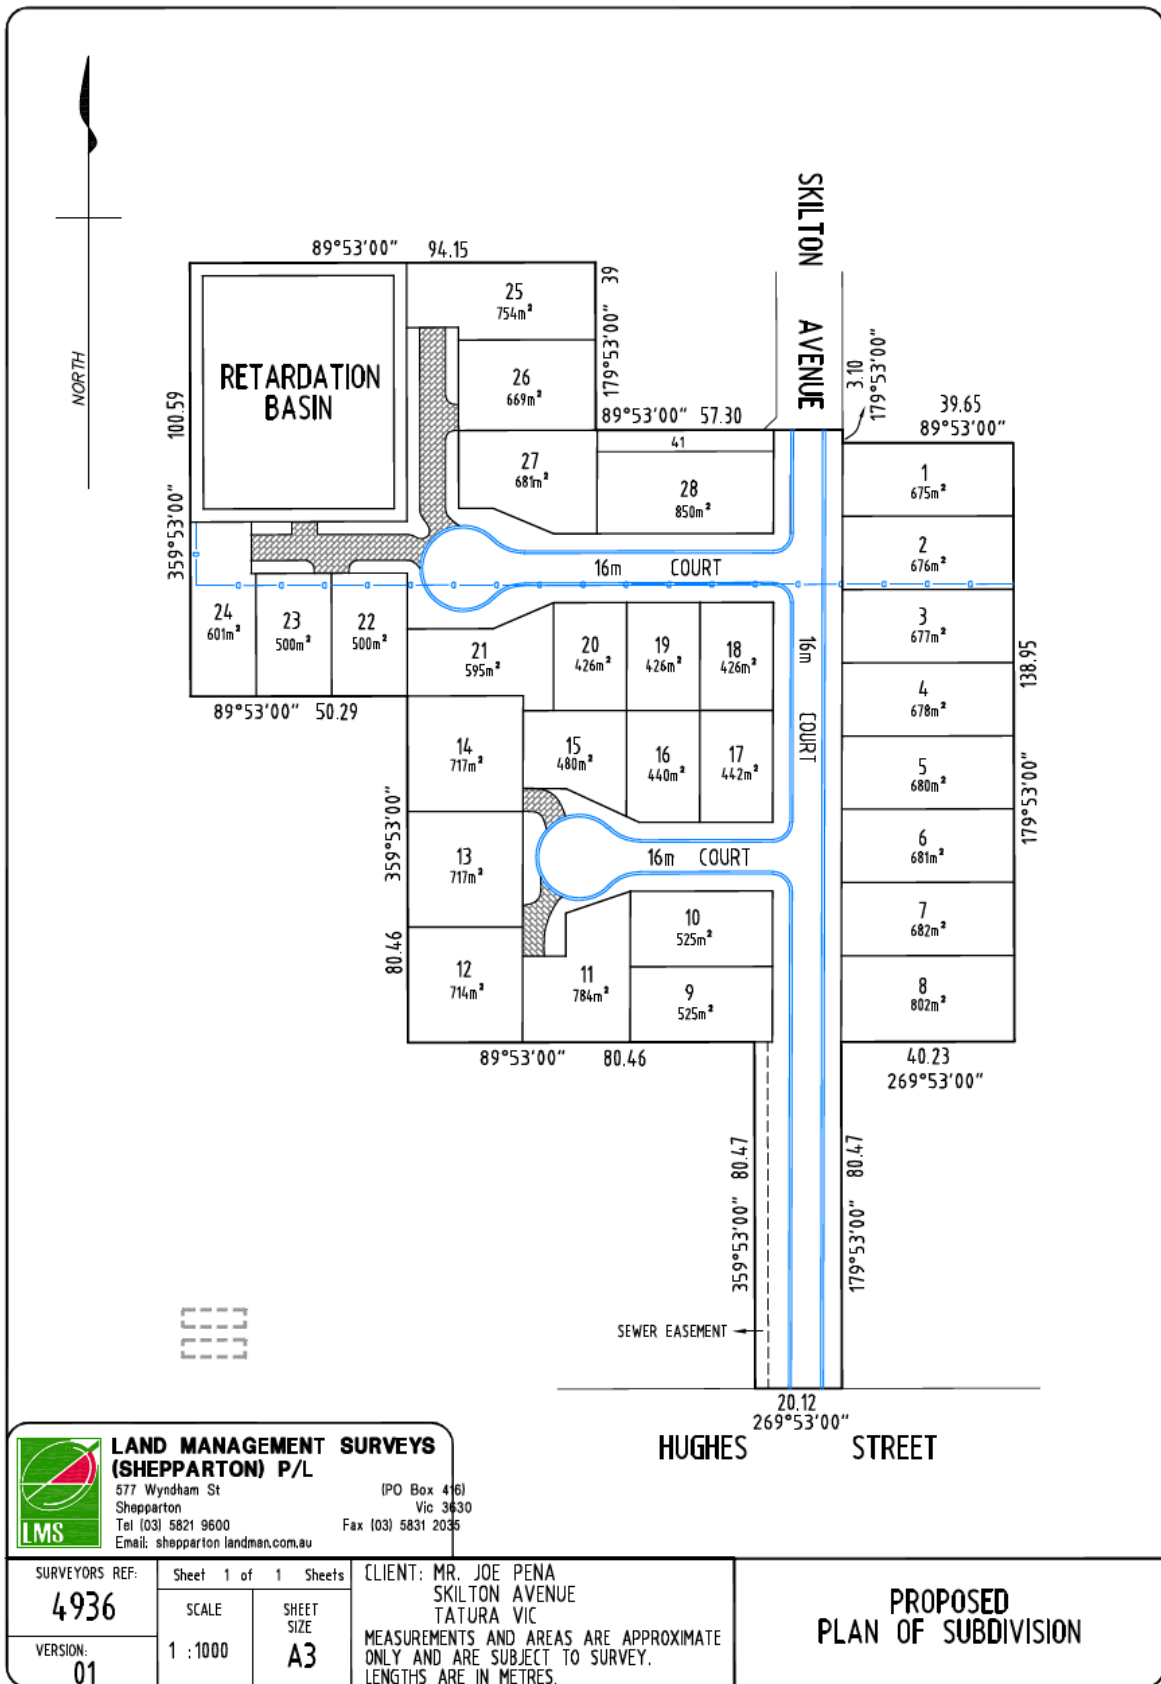 SKILTON AVENUE
NORTH
89°53'00" 94.15
179°53'00" 39
25
754m²
26
669m²
RETARDATION
BASIN
359°53'00" 100.59
89°53'00" 57.30
3.10
179°53'00"
39.65
89°53'00"
41
27
681m²
28
850m²
1
675m²
2
676m²
16m COURT
24
601m²
23
500m²
22
500m²
21
595m²
20
426m²
19
426m²
18
426m²
16m COURT
3
677m²
4
678m²
138.95
179°53'00"
89°53'00" 50.29
14
717m²
15
480m²
16
440m²
17
442m²
5
680m²
359°53'00"
80.46
13
717m²
16m COURT
6
681m²
7
682m²
10
525m²
12
714m²
11
784m²
9
525m²
8
802m²
89°53'00" 80.46
40.23
269°53'00"
359°53'00" 80.47
179°53'00" 80.47
SEWER EASEMENT
20.12
269°53'00"
HUGHES STREET
LAND MANAGEMENT SURVEYS
(SHEPPARTON) P/L
577 Wyndham St (PO Box 416)
Shepparton Vic 3630
Tel (03) 5821 9600 Fax (03) 5831 2035
Email: shepparton landman.com.au
LMS
SURVEYORS REF:
4936
VERSION:
01
Sheet 1 of 1 Sheets
SCALE
1 :1000
SHEET
SIZE
A3
CLIENT: MR. JOE PENA
SKILTON AVENUE
TATURA VIC
MEASUREMENTS AND AREAS ARE APPROXIMATE
ONLY AND ARE SUBJECT TO SURVEY.
LENGTHS ARE IN METRES.
PROPOSED
PLAN OF SUBDIVISION